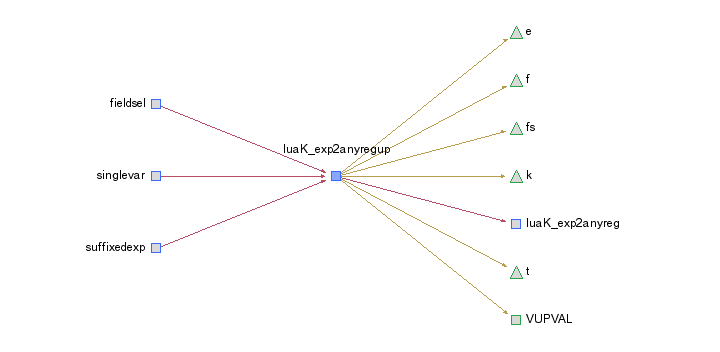 e
f
fieldsel
fs
luaK_exp2anyregup
singlevar
k
luaK_exp2anyreg
suffixedexp
t
VUPVAL